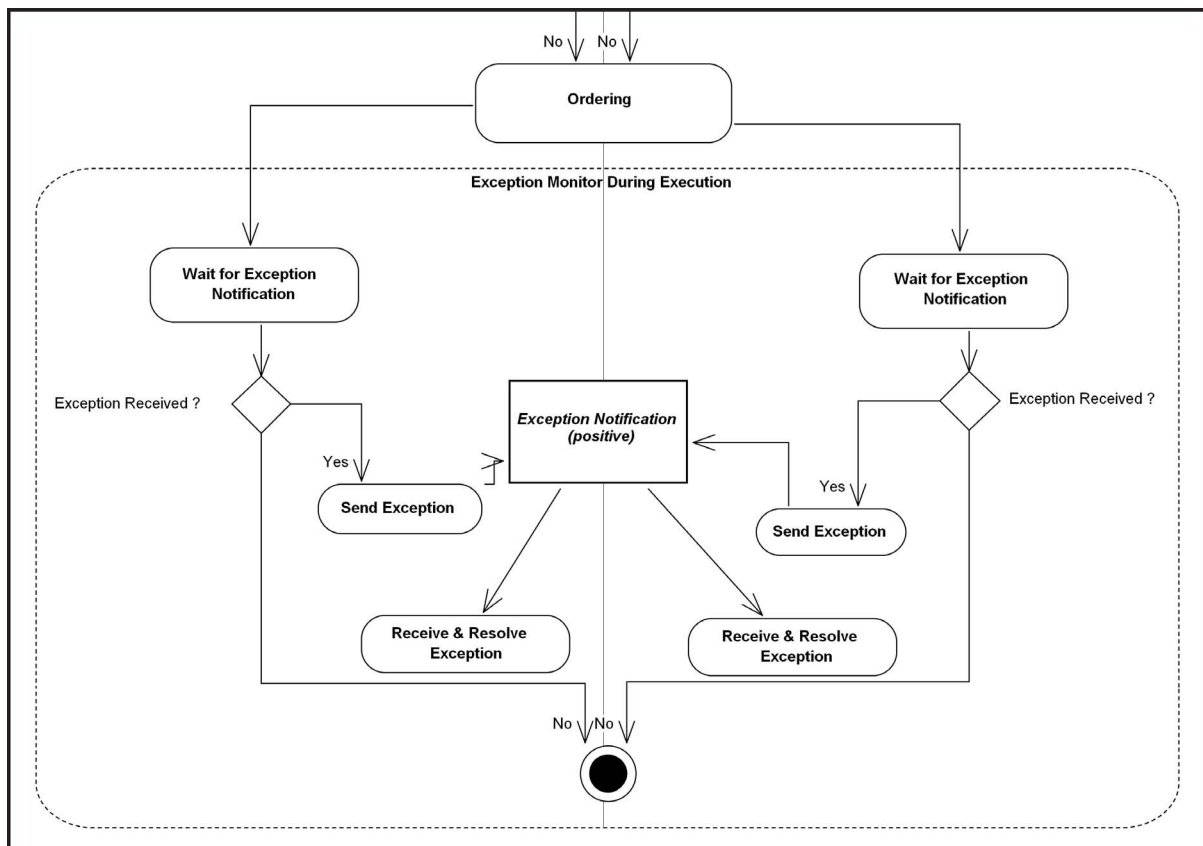 No No
Ordering
Exception Monitor During Execution
Wait for Exception
Notification
Wait for Exception
Notification
Exception Received ?
Exception Received ?
Exception Notification
(positive)
Yes
Yes
Send Exception
Send Exception
Receive & Resolve
Exception
Receive & Resolve
Exception
No No